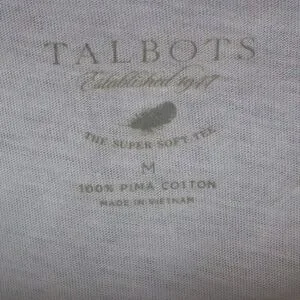 TALBOTS
Established 1947
THE SUPER SOFT TEE
M
100% PIMA COTTON
MADE IN VIETNAM